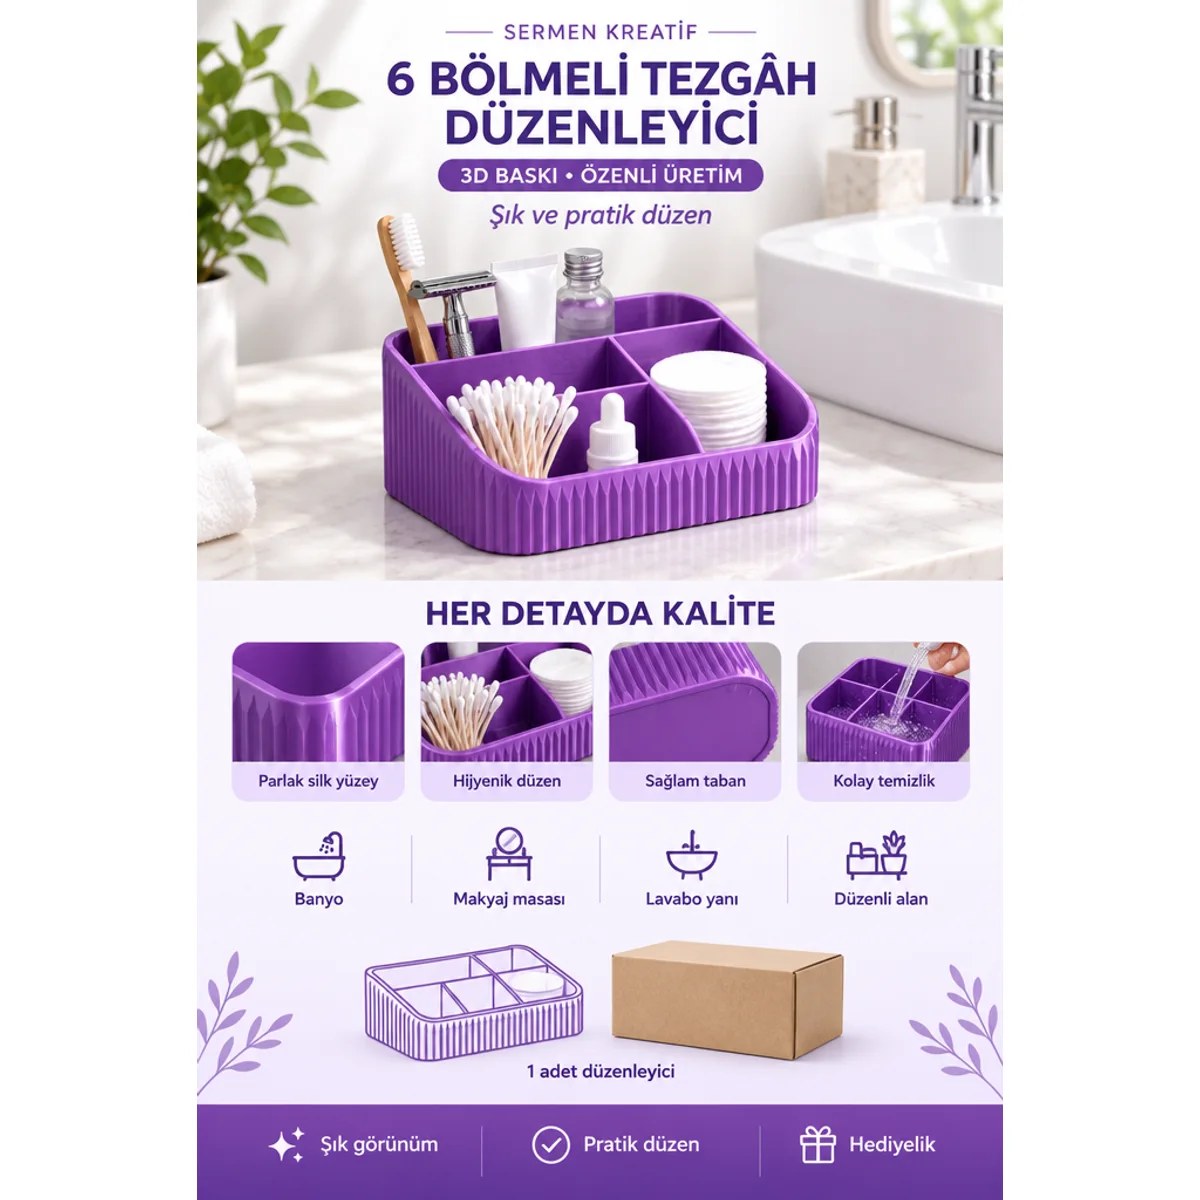 SERMEN KREATİF
6 BÖLMELİ TEZGÂH
DÜZENLEYİCİ
3D BASKI • ÖZENLİ ÜRETİM
Şık ve pratik düzen
HER DETAYDA KALİTE
Parlak silk yüzey
Hijyenik düzen
Sağlam taban
Kolay temizlik
Banyo
Makyaj masası
Lavabo yanı
Düzenli alan
1 adet düzenleyici
Şık görünüm
Pratik düzen
Hediyelik